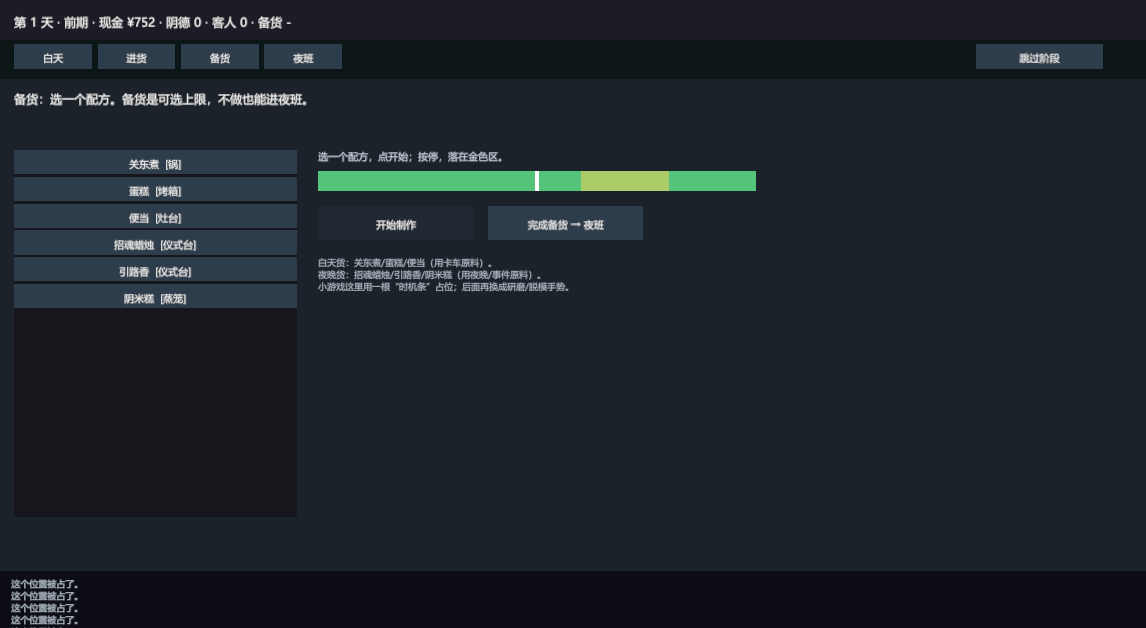 第 1 天 · 前期 · 现金 ¥752 · 阴德 0 · 客人 0 · 备货 -
白天 进货 备货 夜班 跳过阶段
备货：选一个配方。备货是可选上限，不做也能进夜班。
关东煮 [锅]
蛋糕 [烤箱]
便当 [灶台]
招魂蜡烛 [仪式台]
引路香 [仪式台]
阴米糕 [蒸笼]
选一个配方，点开始；按停，落在金色区。
开始制作 完成备货 → 夜班
白天货：关东煮/蛋糕/便当（用卡车原料）。
夜晚货：招魂蜡烛/引路香/阴米糕（用夜晚/事件原料）。
小游戏这里用一根“时机条”占位；后面再换成研磨/脱模手势。
这个位置被占了。
这个位置被占了。
这个位置被占了。
这个位置被占了。